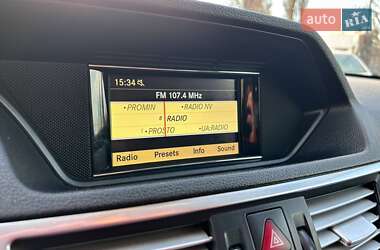 auto RIA
15:34
FM 107.4 MHz
•PROMIN •RADIO NV
RADIO
•PROSTO •UA:RADIO
Radio Presets Info Sound